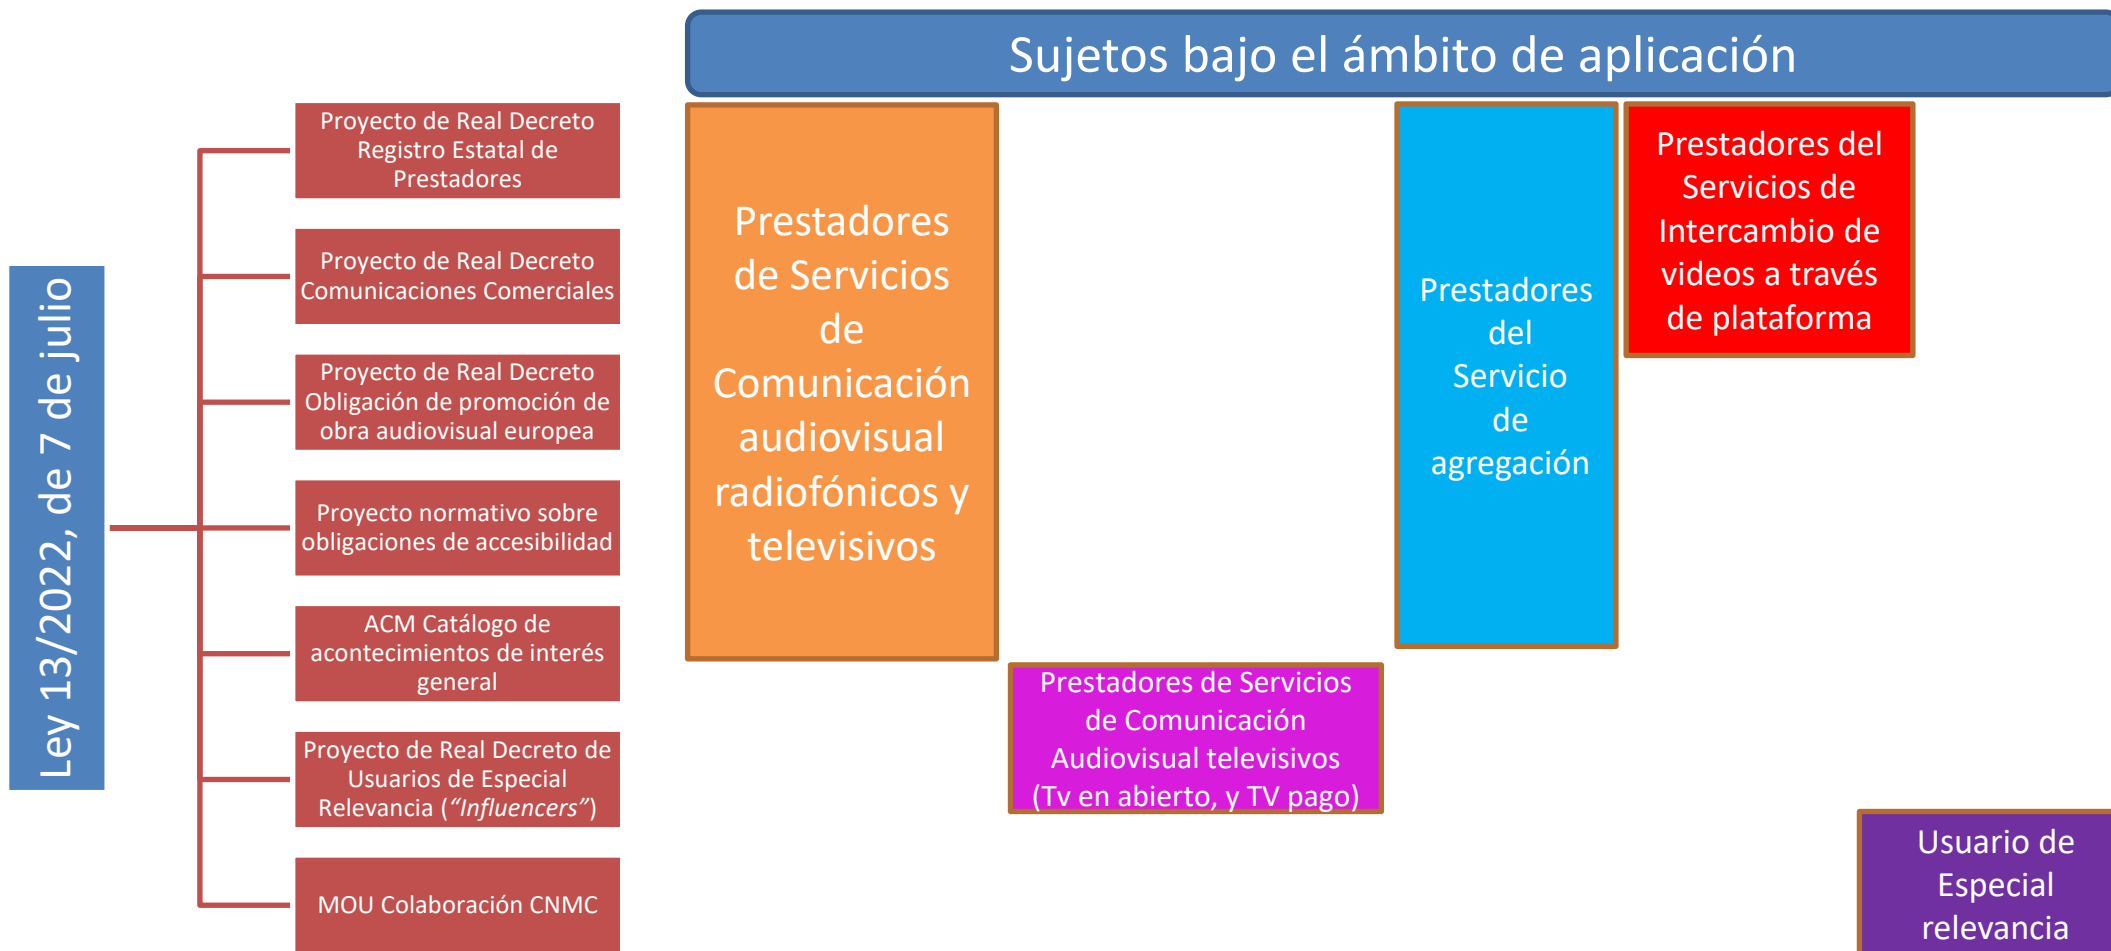 Sujetos bajo el ámbito de aplicación
Ley 13/2022, de 7 de julio
Proyecto de Real Decreto
Registro Estatal de
Prestadores
Proyecto de Real Decreto
Comunicaciones Comerciales
Proyecto de Real Decreto
Obligación de promoción de
obra audiovisual europea
Proyecto normativo sobre
obligaciones de accesibilidad
ACM Catálogo de
acontecimientos de interés
general
Proyecto de Real Decreto de
Usuarios de Especial
Relevancia (“Influencers”)
MOU Colaboración CNMC
Prestadores
de Servicios
de
Comunicación
audiovisual
radiofónicos y
televisivos
Prestadores de Servicios
de Comunicación
Audiovisual televisivos
(Tv en abierto, y TV pago)
Prestadores
del
Servicio
de
agregación
Prestadores del
Servicios de
Intercambio de
videos a través
de plataforma
Usuario de
Especial
relevancia